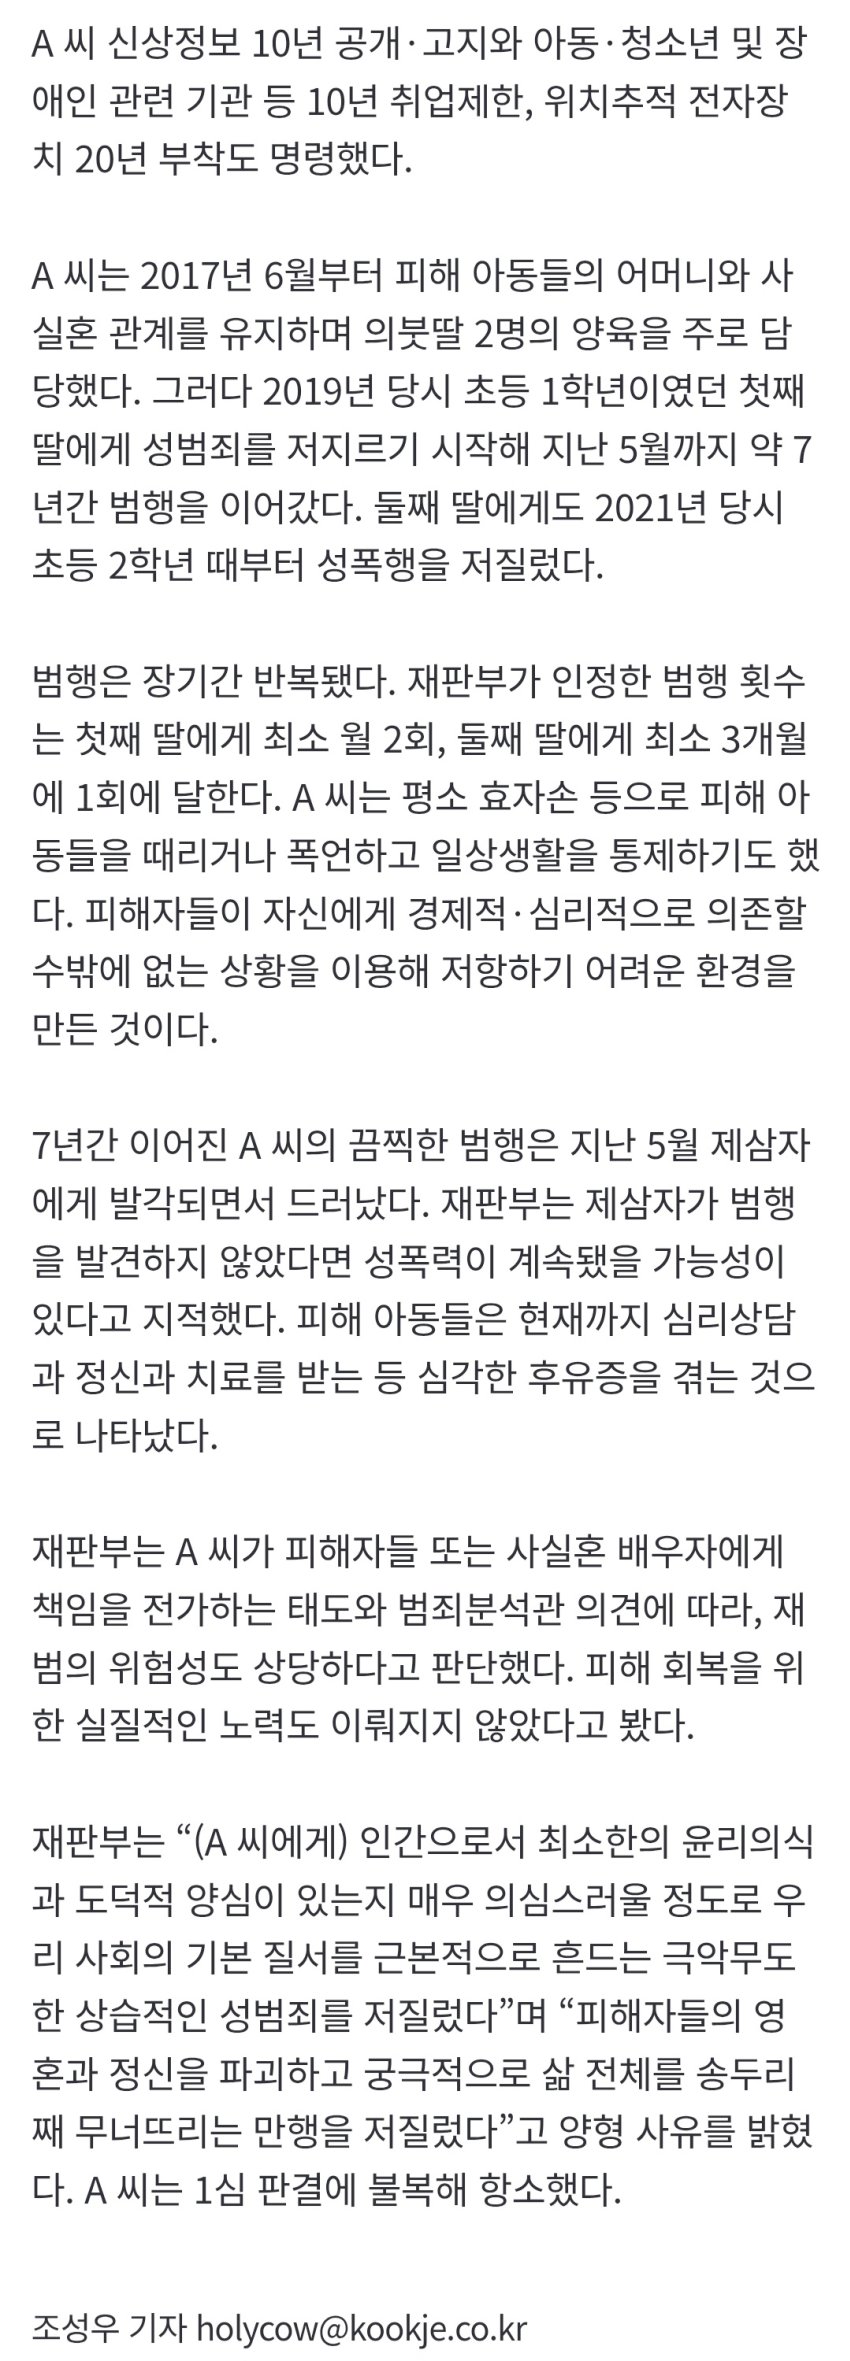 A 씨 신상정보 10년 공개·고지와 아동·청소년 및 장
애인 관련 기관 등 10년 취업제한, 위치추적 전자장
치 20년 부착도 명령했다.
A 씨는 2017년 6월부터 피해 아동들의 어머니와 사
실혼 관계를 유지하며 의붓딸 2명의 양육을 주로 담
당했다. 그러다 2019년 당시 초등 1학년이였던 첫째
딸에게 성범죄를 저지르기 시작해 지난 5월까지 약 7
년간 범행을 이어갔다. 둘째 딸에게도 2021년 당시
초등 2학년 때부터 성폭행을 저질렀다.
범행은 장기간 반복됐다. 재판부가 인정한 범행 횟수
는 첫째 딸에게 최소 월 2회, 둘째 딸에게 최소 3개월
에 1회에 달한다. A 씨는 평소 효자손 등으로 피해 아
동들을 때리거나 폭언하고 일상생활을 통제하기도 했
다. 피해자들이 자신에게 경제적·심리적으로 의존할
수밖에 없는 상황을 이용해 저항하기 어려운 환경을
만든 것이다.
7년간 이어진 A 씨의 끔찍한 범행은 지난 5월 제삼자
에게 발각되면서 드러났다. 재판부는 제삼자가 범행
을 발견하지 않았다면 성폭력이 계속됐을 가능성이
있다고 지적했다. 피해 아동들은 현재까지 심리상담
과 정신과 치료를 받는 등 심각한 후유증을 겪는 것으
로 나타났다.
재판부는 A 씨가 피해자들 또는 사실혼 배우자에게
책임을 전가하는 태도와 범죄분석관 의견에 따라, 재
범의 위험성도 상당하다고 판단했다. 피해 회복을 위
한 실질적인 노력도 이뤄지지 않았다고 봤다.
재판부는 “(A 씨에게) 인간으로서 최소한의 윤리의식
과 도덕적 양심이 있는지 매우 의심스러울 정도로 우
리 사회의 기본 질서를 근본적으로 흔드는 극악무도
한 상습적인 성범죄를 저질렀다”며 “피해자들의 영
혼과 정신을 파괴하고 궁극적으로 삶 전체를 송두리
째 무너뜨리는 만행을 저질렀다”고 양형 사유를 밝혔
다. A 씨는 1심 판결에 불복해 항소했다.
조성우 기자 holycow@kookje.co.kr